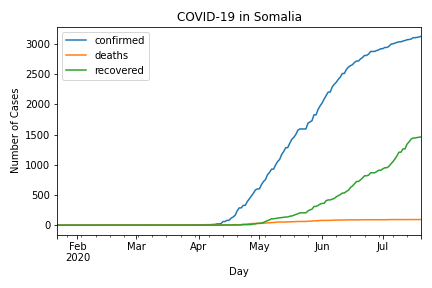 COVID-19 in Somalia
confirmed
deaths
recovered
Number of Cases
3000
2500
2000
1500
1000
500
0
Feb
2020
Mar
Apr
May
Jun
Jul
Day